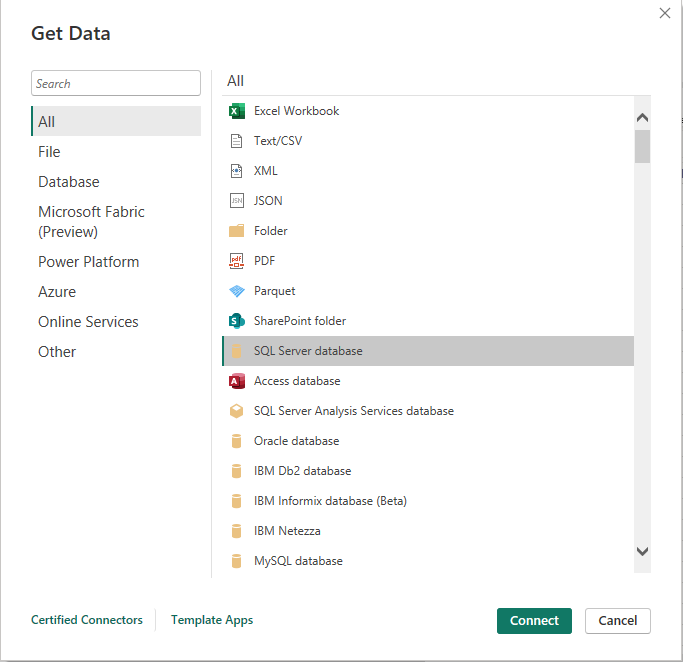 Get Data
Search
All
File
Database
Microsoft Fabric
(Preview)
Power Platform
Azure
Online Services
Other
All
Excel Workbook
Text/CSV
XML
JSON
Folder
PDF
Parquet
SharePoint folder
SQL Server database
Access database
SQL Server Analysis Services database
Oracle database
IBM Db2 database
IBM Informix database (Beta)
IBM Netezza
MySQL database
Certified Connectors
Template Apps
Connect
Cancel